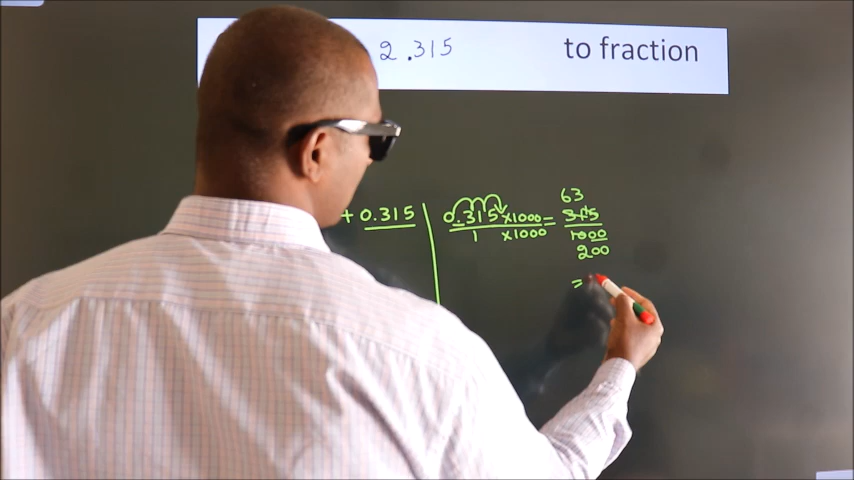 2.315 to fraction
63
+ 0.315 0.315 x1000 = 315
1 x1000 1000
200
=